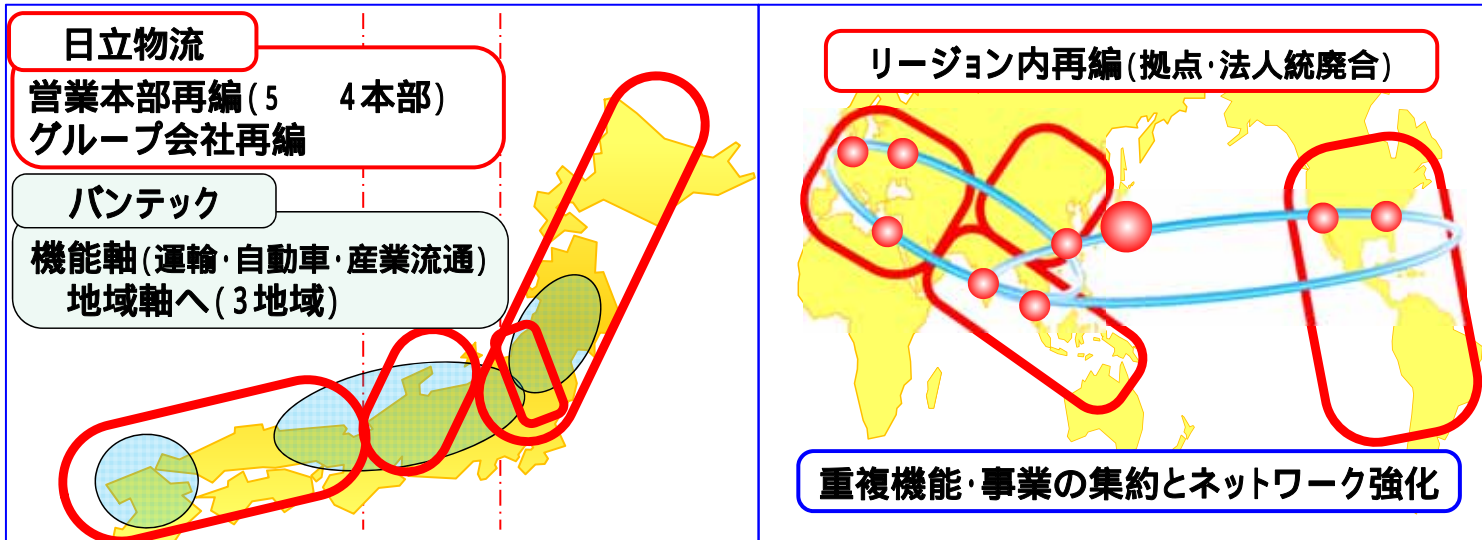 日立物流
営業本部再編(5　4本部)
グループ会社再編
バンテック
機能軸(運輸･自動車･産業流通)
地域軸へ(3地域)
リージョン内再編(拠点･法人統廃合)
重複機能･事業の集約とネットワーク強化